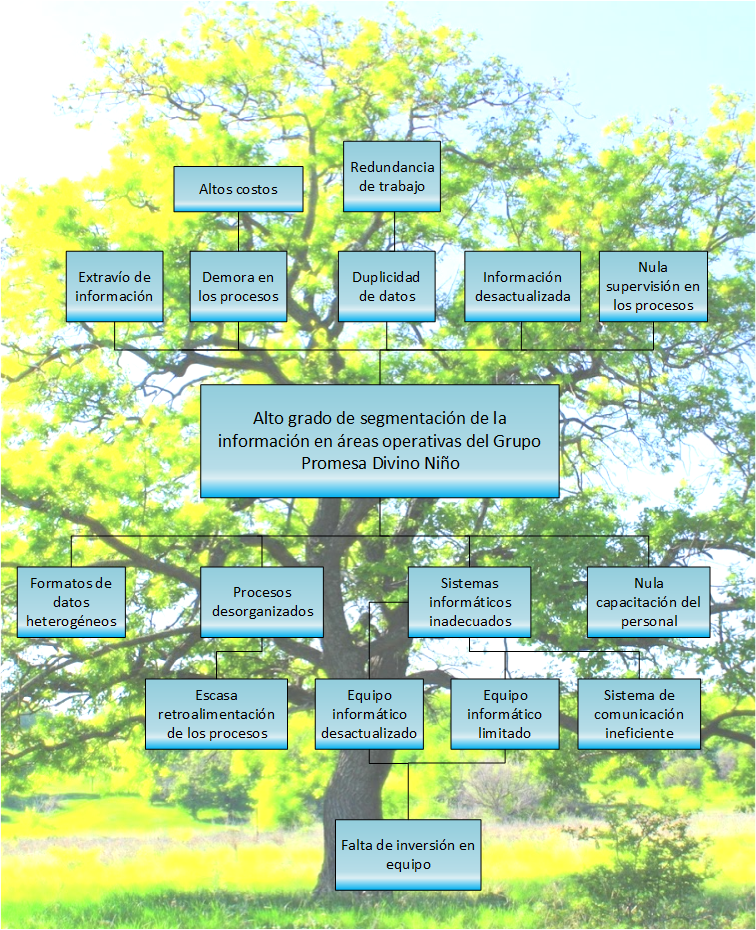 Altos costos
Redundancia
de trabajo
Extravío de
información
Demora en
los procesos
Duplicidad
de datos
Información
desactualizada
Nula
supervisión en
los procesos
Alto grado de segmentación de la
información en áreas operativas del Grupo
Promesa Divino Niño
Formatos de
datos
heterogéneos
Procesos
desorganizados
Sistemas
informáticos
inadecuados
Nula
capacitación del
personal
Escasa
retroalimentación
de los procesos
Equipo
informático
desactualizado
Equipo
informático
limitado
Sistema de
comunicación
ineficiente
Falta de inversión en
equipo